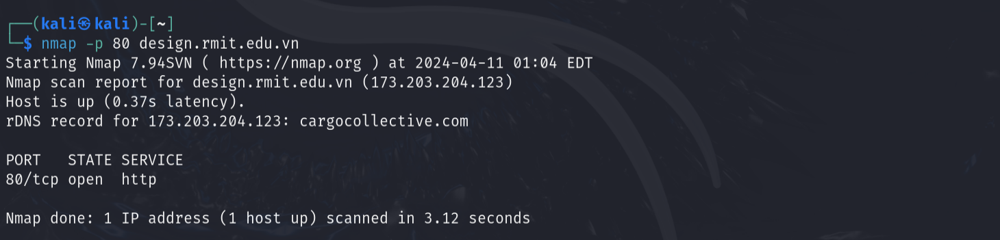 ┌──(kali㉿kali)-[~]
└─$ nmap -p 80 design.rmit.edu.vn
Starting Nmap 7.94SVN ( https://nmap.org ) at 2024-04-11 01:04 EDT
Nmap scan report for design.rmit.edu.vn (173.203.204.123)
Host is up (0.37s latency).
rDNS record for 173.203.204.123: cargocollective.com
PORT   STATE SERVICE
80/tcp open  http
Nmap done: 1 IP address (1 host up) scanned in 3.12 seconds